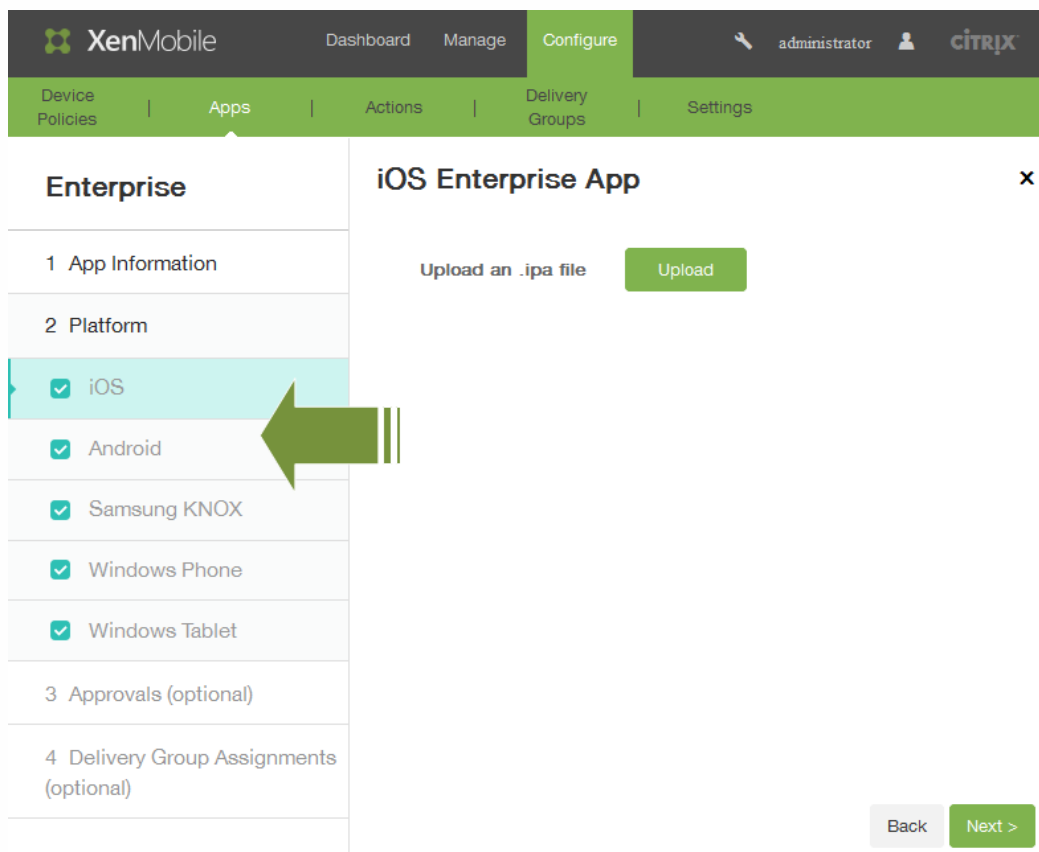 XenMobile Dashboard Manage Configure administrator CITRIX
Device Policies | Apps | Actions | Delivery Groups | Settings
Enterprise
1 App Information
2 Platform
iOS
Android
Samsung KNOX
Windows Phone
Windows Tablet
3 Approvals (optional)
4 Delivery Group Assignments
(optional)
iOS Enterprise App
Upload an .ipa file Upload
Back Next >